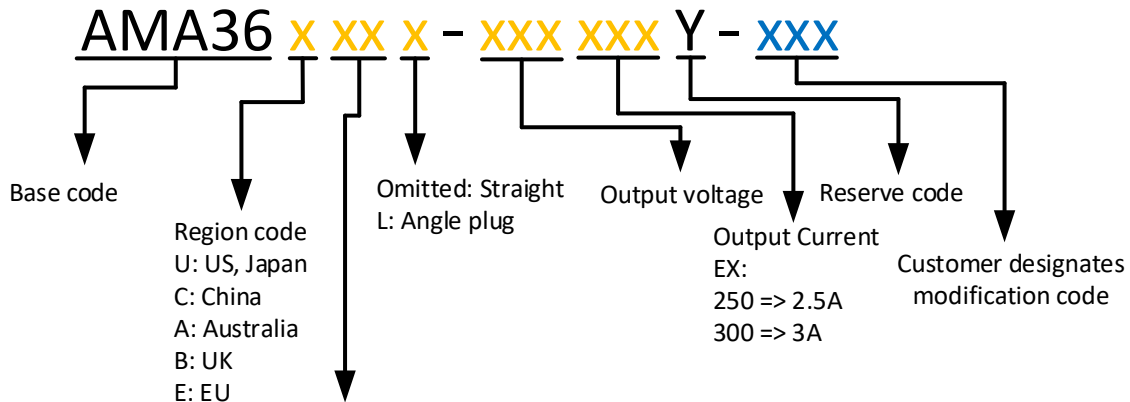 AMA36 x xx x - xxx xxx Y - xxx
Base code
Region code
U: US, Japan
C: China
A: Australia
B: UK
E: EU
Omitted: Straight
L: Angle plug
Output voltage
Output Current
EX:
250 => 2.5A
300 => 3A
Reserve code
Customer designates
modification code